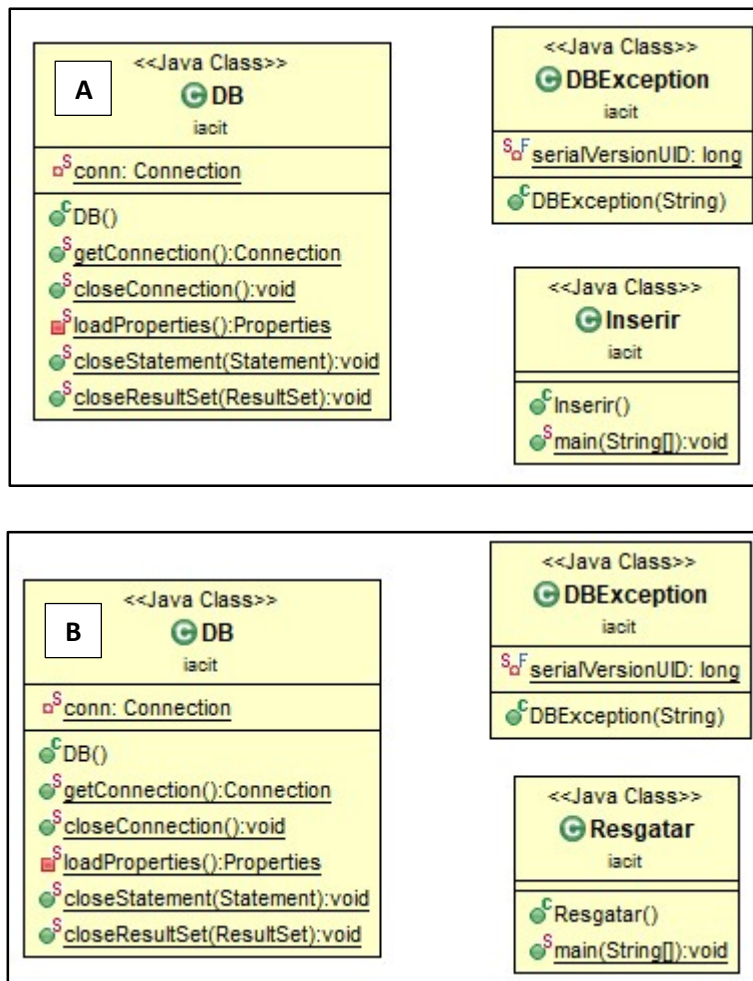 A
<<Java Class>>
DB
iacit
conn: Connection
DB()
getConnection():Connection
closeConnection():void
loadProperties():Properties
closeStatement(Statement):void
closeResultSet(ResultSet):void
<<Java Class>>
DBException
iacit
serialVersionUID: long
DBException(String)
<<Java Class>>
Inserir
iacit
Inserir()
main(String[]):void
B
<<Java Class>>
DB
iacit
conn: Connection
DB()
getConnection():Connection
closeConnection():void
loadProperties():Properties
closeStatement(Statement):void
closeResultSet(ResultSet):void
<<Java Class>>
DBException
iacit
serialVersionUID: long
DBException(String)
<<Java Class>>
Resgatar
iacit
Resgatar()
main(String[]):void